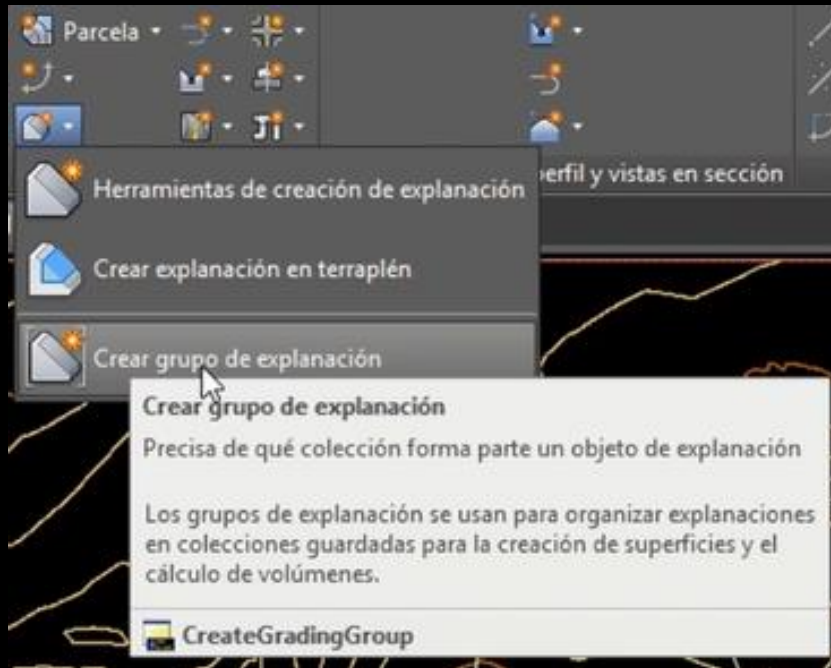 Parcela
erfil y vistas en sección
Herramientas de creación de explanación
Crear explanación en terraplén
Crear grupo de explanación
Crear grupo de explanación
Precisa de qué colección forma parte un objeto de explanación
Los grupos de explanación se usan para organizar explanaciones
en colecciones guardadas para la creación de superficies y el
cálculo de volúmenes.
CreateGradingGroup